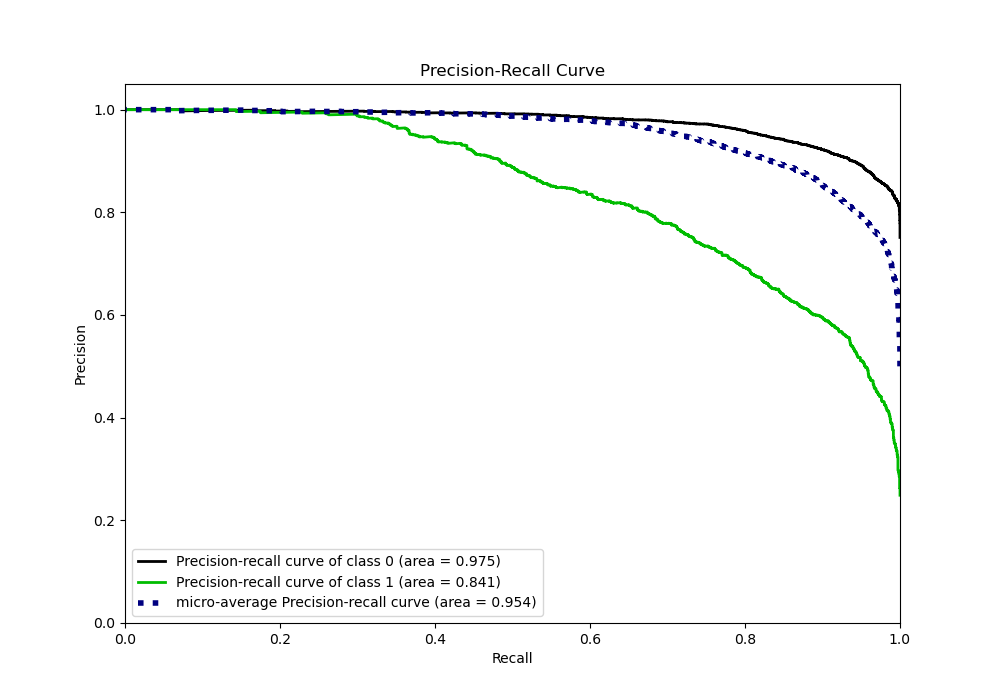 Precision-Recall Curve
1.0
0.8
0.6
0.4
0.2
0.0
Precision
Precision-recall curve of class 0 (area = 0.975)
Precision-recall curve of class 1 (area = 0.841)
micro-average Precision-recall curve (area = 0.954)
0.0 0.2 0.4 0.6 0.8 1.0
Recall